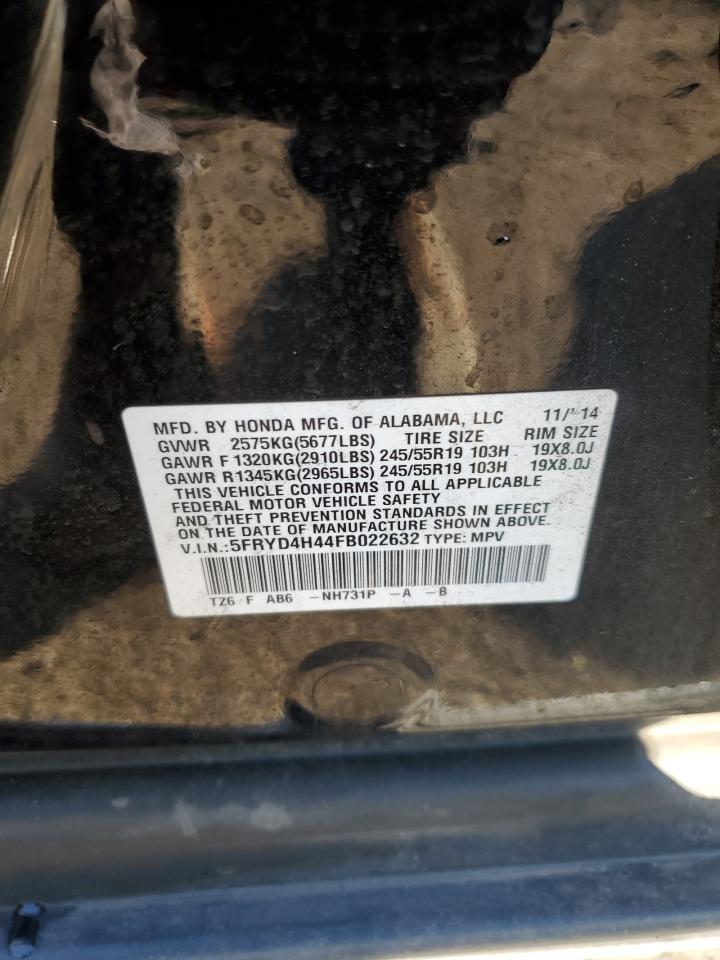 MFD. BY HONDA MFG. OF ALABAMA, LLC 11/'14
GVWR 2575KG(5677LBS) TIRE SIZE RIM SIZE
GAWR F 1320KG(2910LBS) 245/55R19 103H 19X8.0J
GAWR R 1345KG(2965LBS) 245/55R19 103H 19X8.0J
THIS VEHICLE CONFORMS TO ALL APPLICABLE
FEDERAL MOTOR VEHICLE SAFETY
AND THEFT PREVENTION STANDARDS IN EFFECT
ON THE DATE OF MANUFACTURE SHOWN ABOVE.
V.I.N.:5FRYD4H44FB022632 TYPE: MPV
TZ6 F AB6 -NH731P -A -B